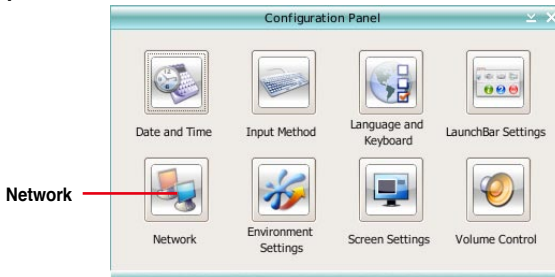 Configuration Panel
Date and Time
Input Method
Language and
Keyboard
LaunchBar Settings
Network
Network
Environment
Settings
Screen Settings
Volume Control